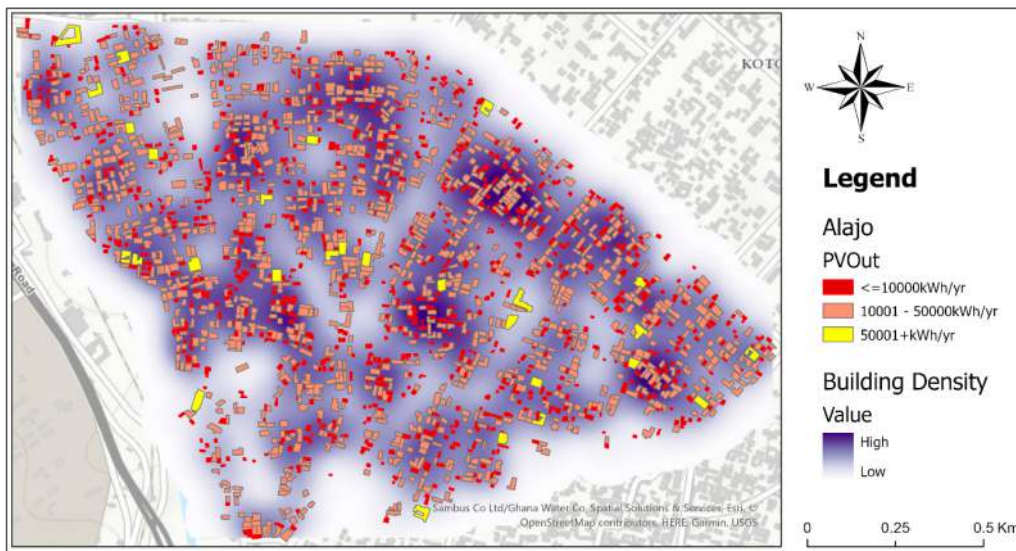 KOTO
N
W
E
S
Legend
Alajo
PVOut
<=10000kWh/yr
10001 - 50000kWh/yr
50001+kWh/yr
Building Density
Value
High
Low
Road
Sambus Co Ltd/Ghana Water Co, Spatial Solutions & Services, Esri, ©
OpenStreetMap contributors, HERE, Garmin, USGS
0 0.25 0.5 Km